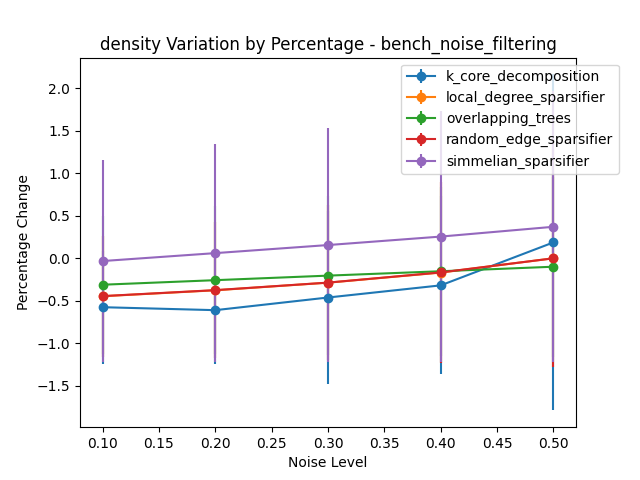 density Variation by Percentage - bench_noise_filtering
k_core_decomposition
local_degree_sparsifier
overlapping_trees
random_edge_sparsifier
simmelian_sparsifier
Percentage Change
2.0
1.5
1.0
0.5
0.0
−0.5
−1.0
−1.5
0.10 0.15 0.20 0.25 0.30 0.35 0.40 0.45 0.50
Noise Level